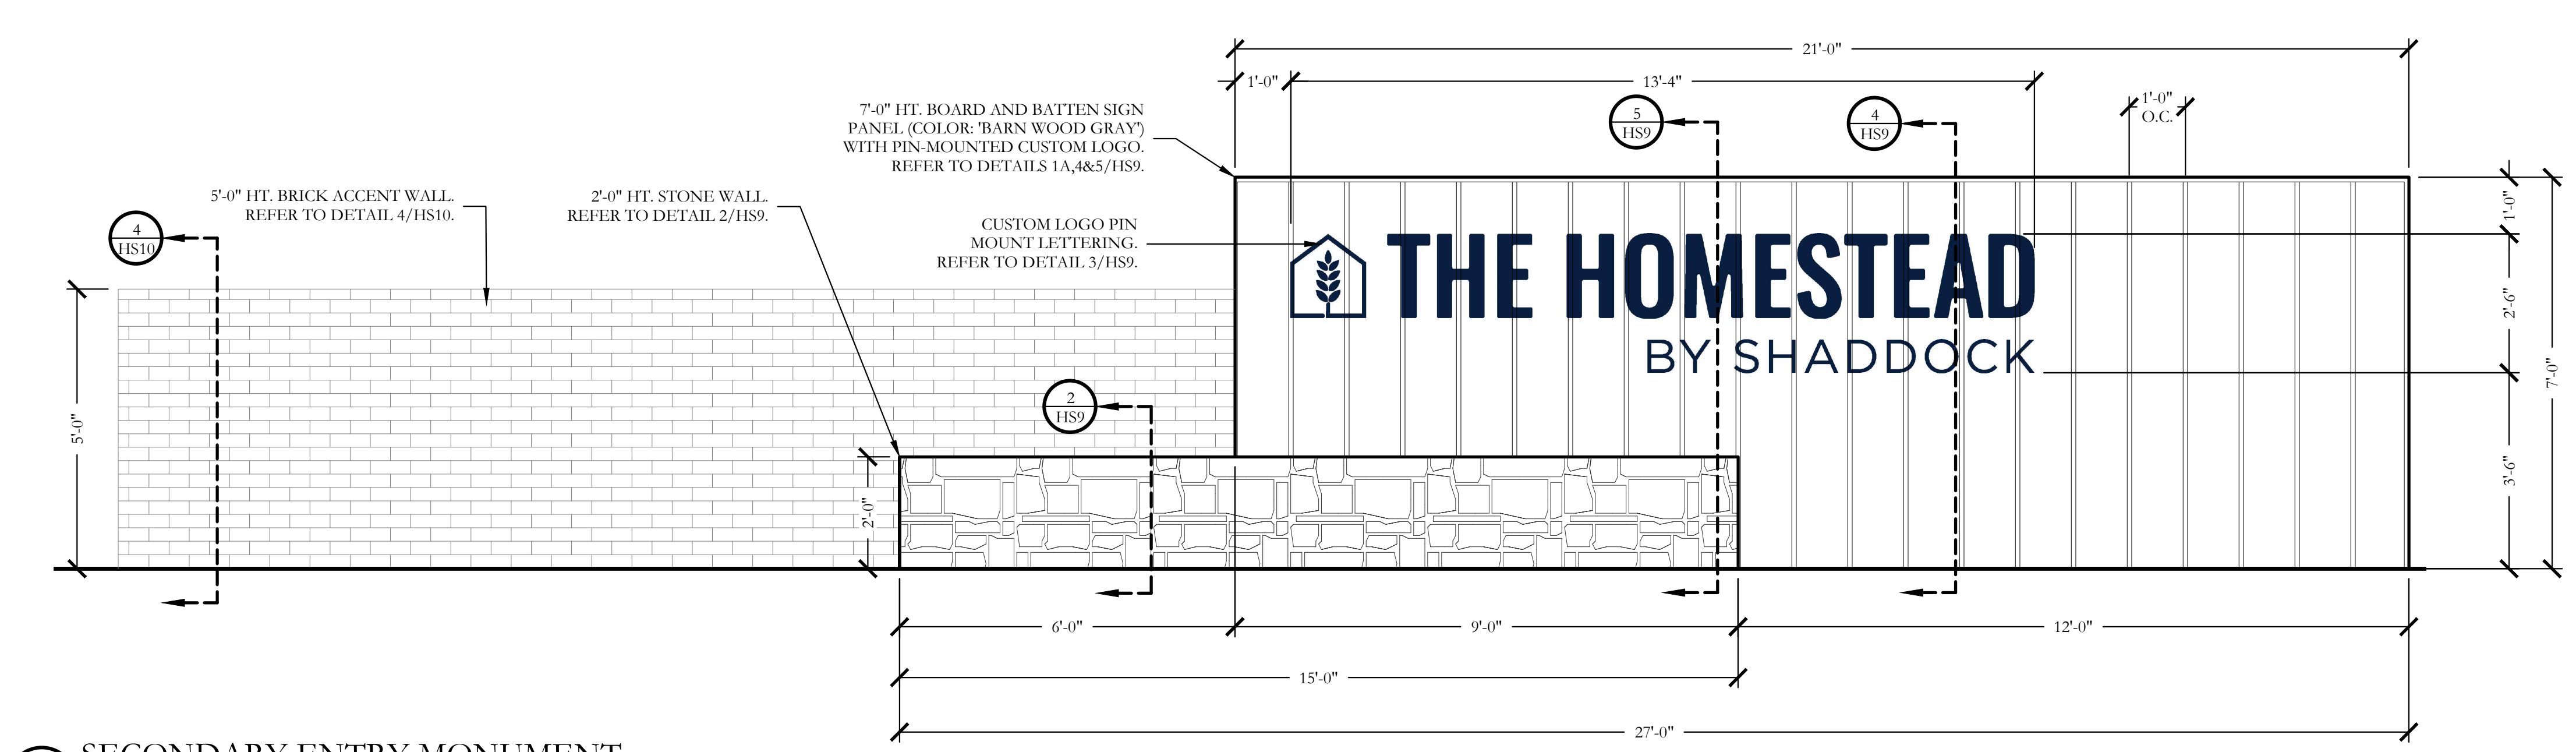 21'-0"
1'-0"
13'-4"
7'-0" HT. BOARD AND BATTEN SIGN
PANEL (COLOR: 'BARN WOOD GRAY')
WITH PIN-MOUNTED CUSTOM LOGO.
REFER TO DETAILS 1A,4&5/HS9.
5
HS9
4
HS9
1'-0"
O.C.
5'-0" HT. BRICK ACCENT WALL.
REFER TO DETAIL 4/HS10.
2'-0" HT. STONE WALL.
REFER TO DETAIL 2/HS9.
CUSTOM LOGO PIN
MOUNT LETTERING.
REFER TO DETAIL 3/HS9.
4
HS10
THE HOMESTEAD
BY SHADDOCK
1'-0"
2'-6"
7'-0"
3'-6"
2
HS9
5'-0"
2'-0"
6'-0"
9'-0"
12'-0"
15'-0"
27'-0"
SECONDARY ENTRY MONUMENT